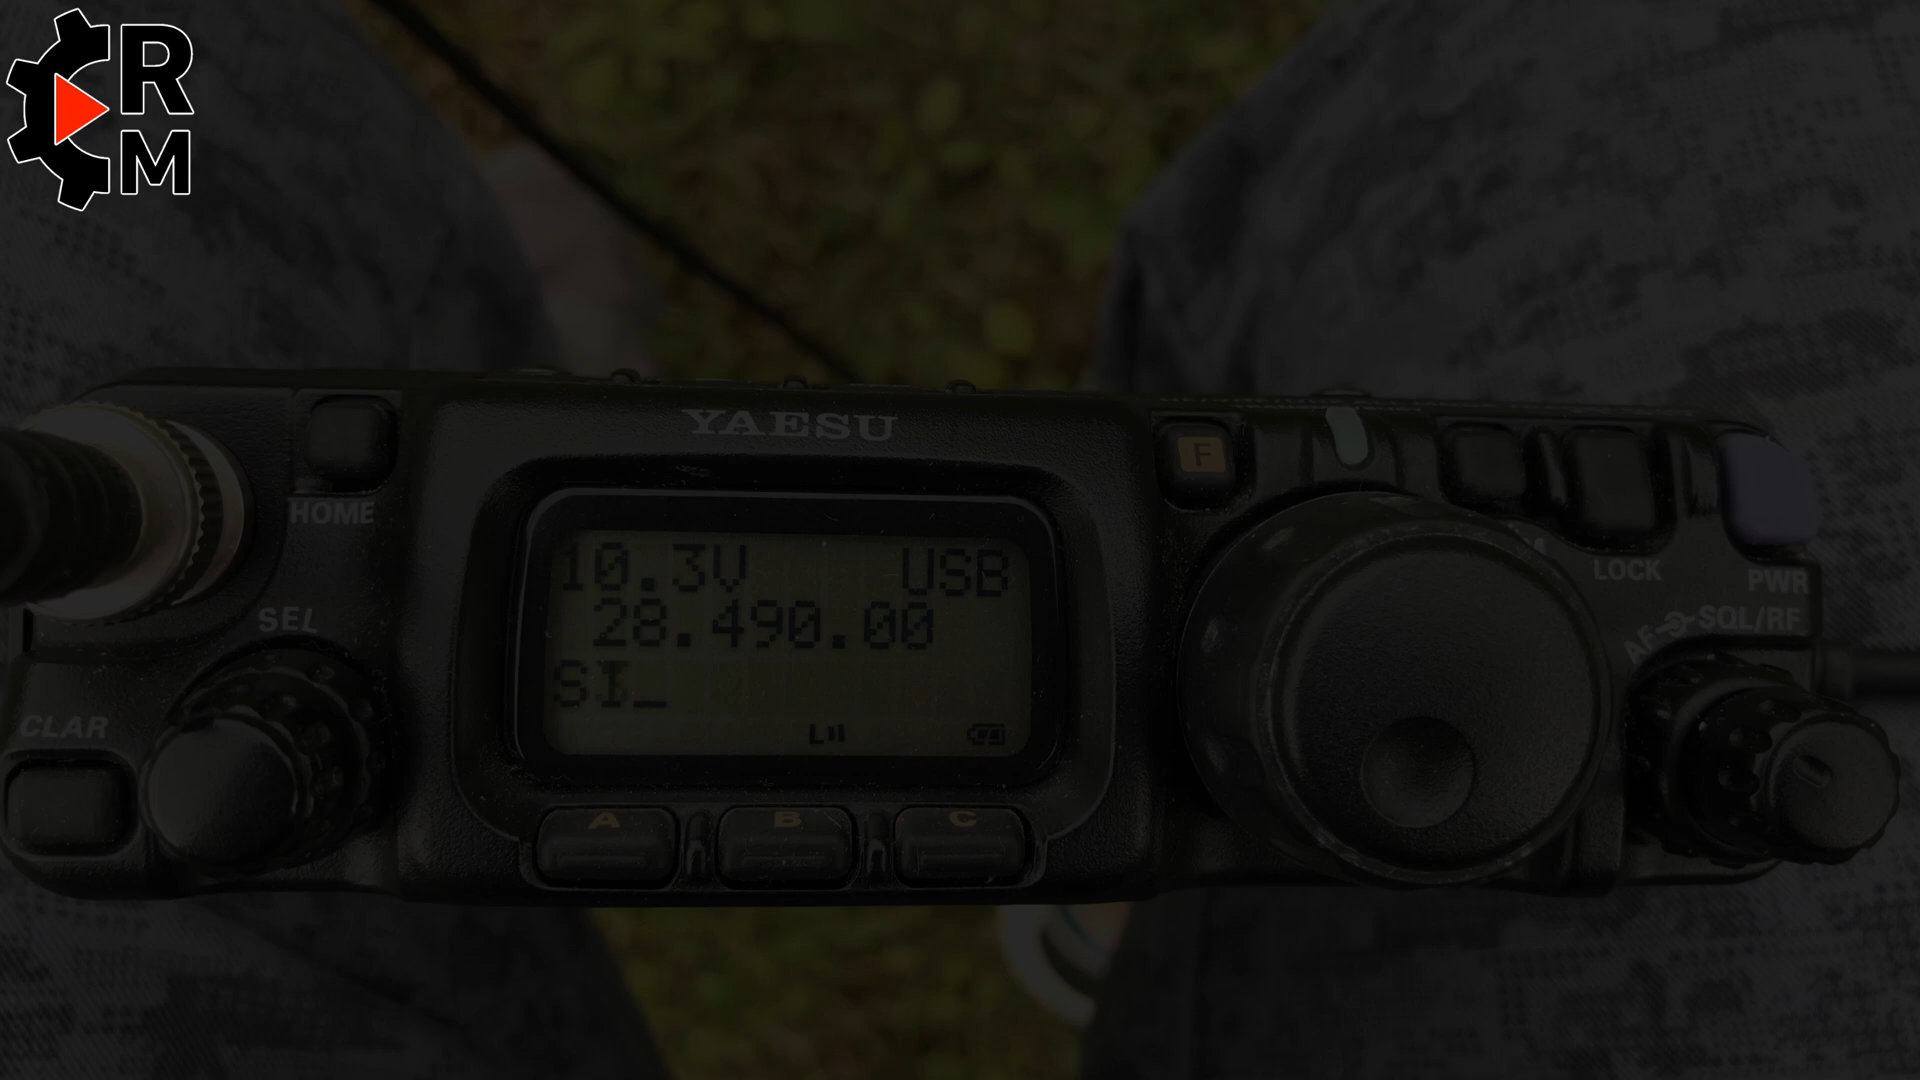 R
M
YAESU
F
HOME
10.3V USB
28.490.00
SI_
L
SEL
CLAR
A B C
LOCK
PWR
AF SQL/RF